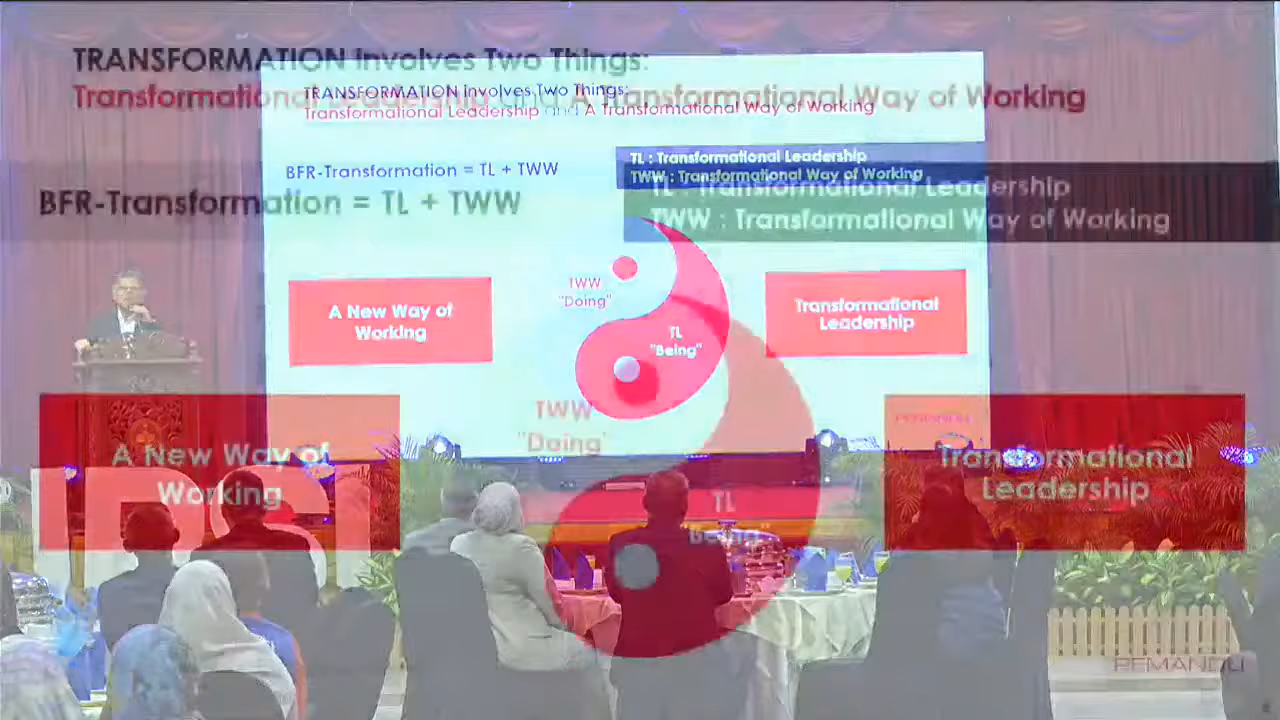 TRANSFORMATION involves Two Things:
Transformational Leadership and A Transformational Way of Working
BFR-Transformation = TL + TWW
TL : Transformational Leadership
TWW : Transformational Way of Working
A New Way of
Working
TWW
"Doing"
TL
"Being"
Transformational
Leadership
PEMANDU
TRANSFORMATION involves Two Things:
Transformational Leadership and A Transformational Way of Working
BFR-Transformation = TL + TWW
TL : Transformational Leadership
TWW : Transformational Way of Working
TWW
"Doing"
A New Way of
Working
TL
"Being"
Transformational
Leadership
PEMANDU